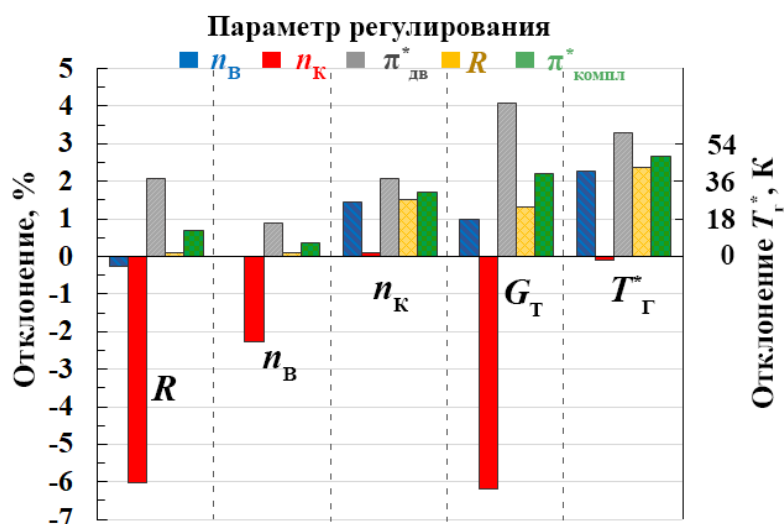 Параметр регулирования
n_В n_К π*_дв R π*_компл
Отклонение, %
5
4
3
2
1
0
-1
-2
-3
-4
-5
-6
-7
R
n_В
n_К
G_Т
T*_Г
54
36
18
0
Отклонение T*_г, К